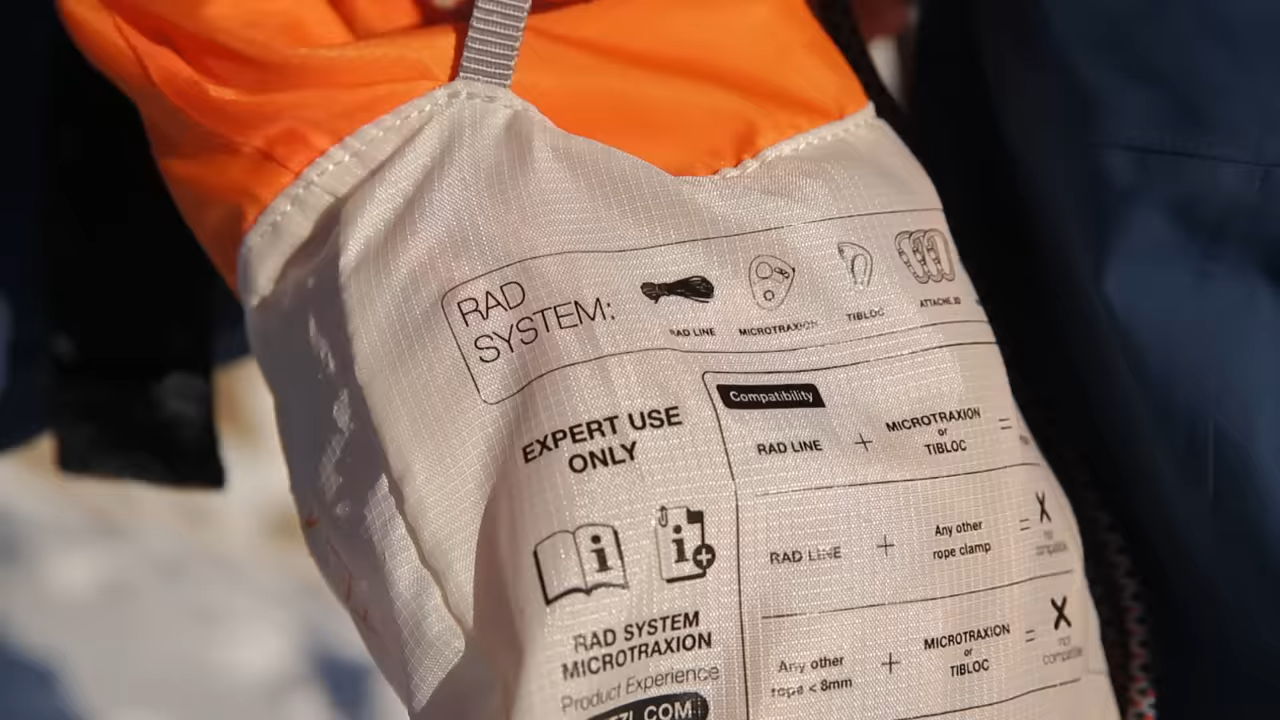 RAD
SYSTEM:
RAD LINE
MICROTRAXION
TIBLOC
ATTACHE 3D
EXPERT USE
ONLY
RAD SYSTEM
MICROTRAXION
Product Experience
.COM
Compatibility
RAD LINE + MICROTRAXION
or
TIBLOC =
RAD LINE + Any other
rope clamp = X
not
compatible
Any other
rope < 8mm + MICROTRAXION
or
TIBLOC = X
not
compatible